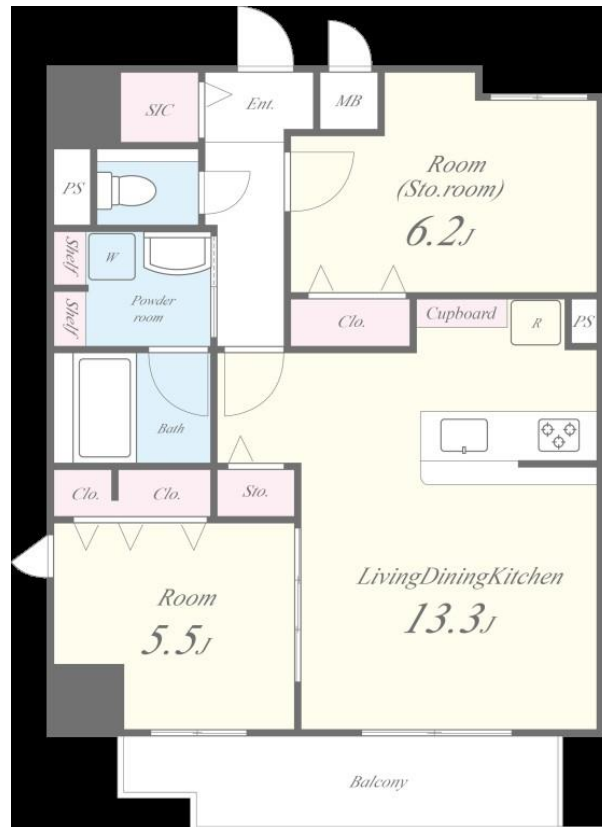 SIC
Ent.
MB
PS
Room
(Sto.room)
6.2J
Shelf
W
Shelf
Powder
room
Clo.
Cupboard
R
PS
Bath
Clo.
Clo.
Sto.
Room
5.5J
LivingDiningKitchen
13.3J
Balcony